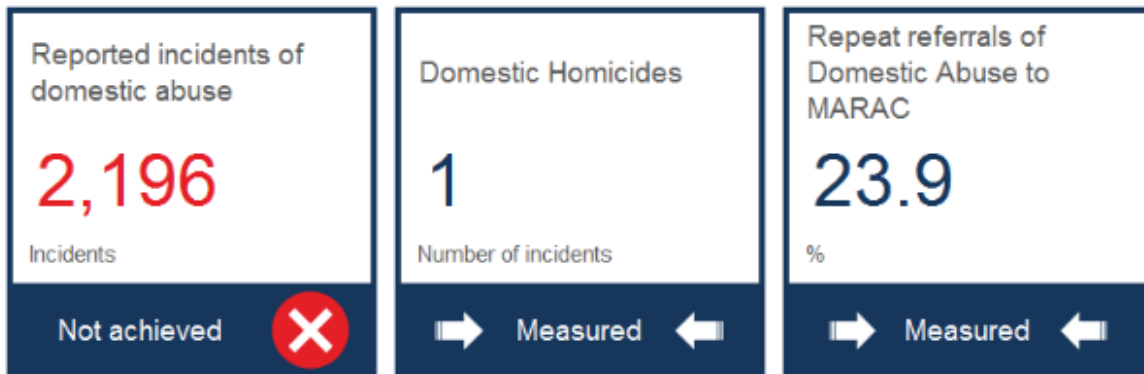 Reported incidents of
domestic abuse
2,196
Incidents
Not achieved
Domestic Homicides
1
Number of incidents
Measured
Repeat referrals of
Domestic Abuse to
MARAC
23.9
%
Measured